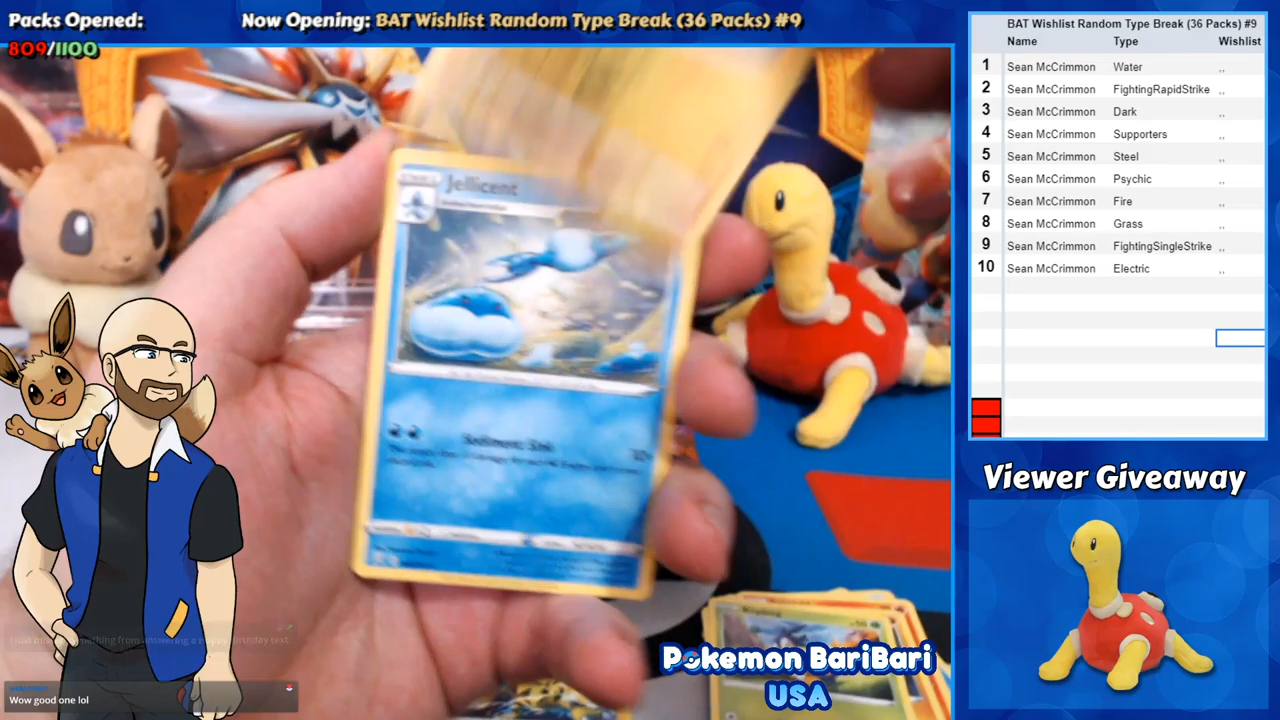 Packs Opened:
Now Opening: BAT Wishlist Random Type Break (36 Packs) #9
809/1100
BAT Wishlist Random Type Break (36 Packs) #9
Name Type Wishlist
1 Sean McCrimmon Water ,,
2 Sean McCrimmon FightingRapidStrike ,,
3 Sean McCrimmon Dark ,,
4 Sean McCrimmon Supporters ,,
5 Sean McCrimmon Steel ,,
6 Sean McCrimmon Psychic ,,
7 Sean McCrimmon Fire ,,
8 Sean McCrimmon Grass ,,
9 Sean McCrimmon FightingSingleStrike ,,
10 Sean McCrimmon Electric ,,
Jellicent
Viewer Giveaway
Pokemon BariBari
USA
Wow good one lol